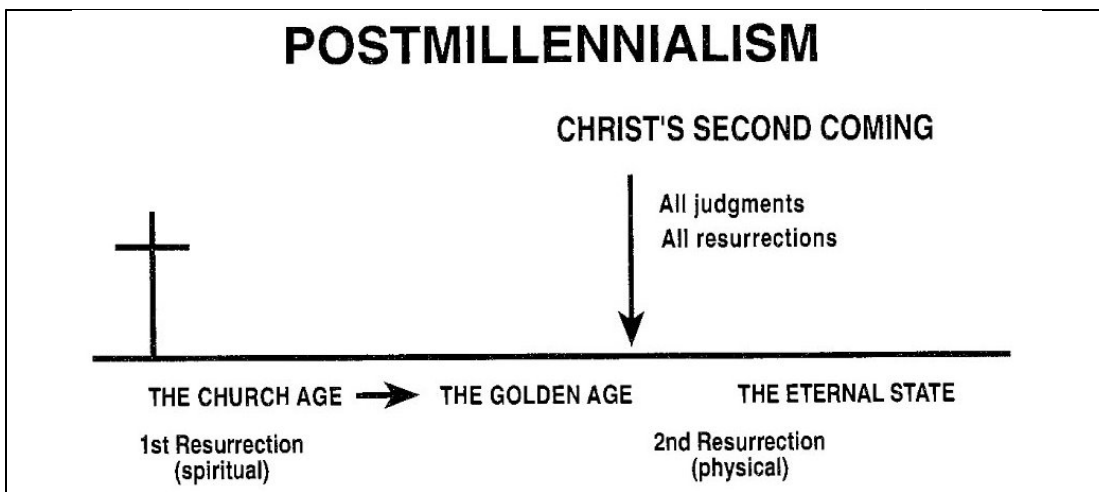 POSTMILLENNIALISM
CHRIST'S SECOND COMING
All judgments
All resurrections
THE CHURCH AGE
THE GOLDEN AGE
THE ETERNAL STATE
1st Resurrection
(spiritual)
2nd Resurrection
(physical)